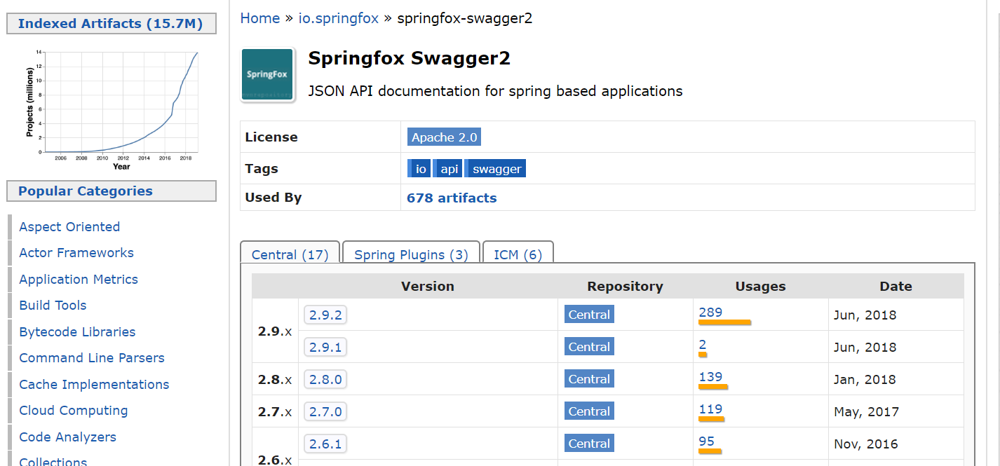 Indexed Artifacts (15.7M)
Projects (millions)
14
12
10
8
6
4
2
0
2006 2008 2010 2012 2014 2016 2018
Year
Popular Categories
Aspect Oriented
Actor Frameworks
Application Metrics
Build Tools
Bytecode Libraries
Command Line Parsers
Cache Implementations
Cloud Computing
Code Analyzers
Collections
Home » io.springfox » springfox-swagger2
SpringFox
Springfox Swagger2
JSON API documentation for spring based applications
License Apache 2.0
Tags io api swagger
Used By 678 artifacts
Central (17) Spring Plugins (3) ICM (6)
Version Repository Usages Date
2.9.x
2.9.2 Central 289 Jun, 2018
2.9.1 Central 2 Jun, 2018
2.8.x 2.8.0 Central 139 Jan, 2018
2.7.x 2.7.0 Central 119 May, 2017
2.6.1 Central 95 Nov, 2016
2.6.x